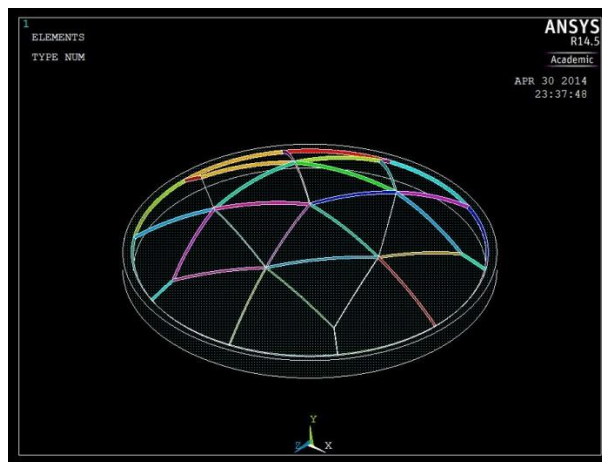 1
ELEMENTS
TYPE NUM
ANSYS
R14.5
Academic
APR 30 2014
23:37:48
Y
Z
X